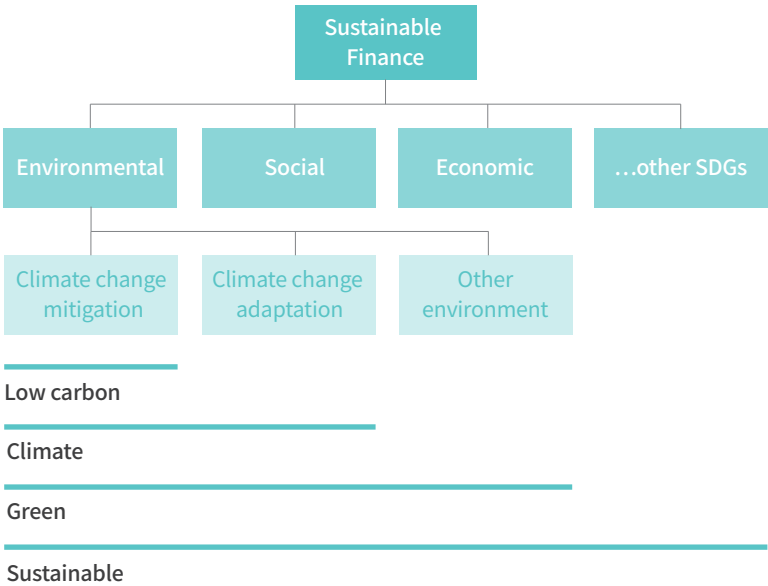 Sustainable
Finance
Environmental
Social
Economic
…other SDGs
Climate change
mitigation
Climate change
adaptation
Other
environment
Low carbon
Climate
Green
Sustainable